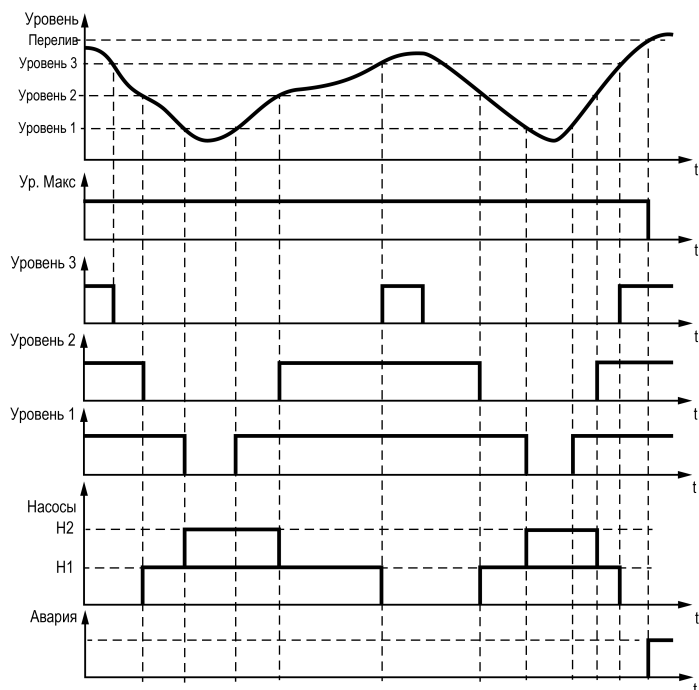 Уровень
Перелив
Уровень 3
Уровень 2
Уровень 1
t
Ур. Макс
t
Уровень 3
t
Уровень 2
t
Уровень 1
t
Насосы
Н2
Н1
t
Авария
t